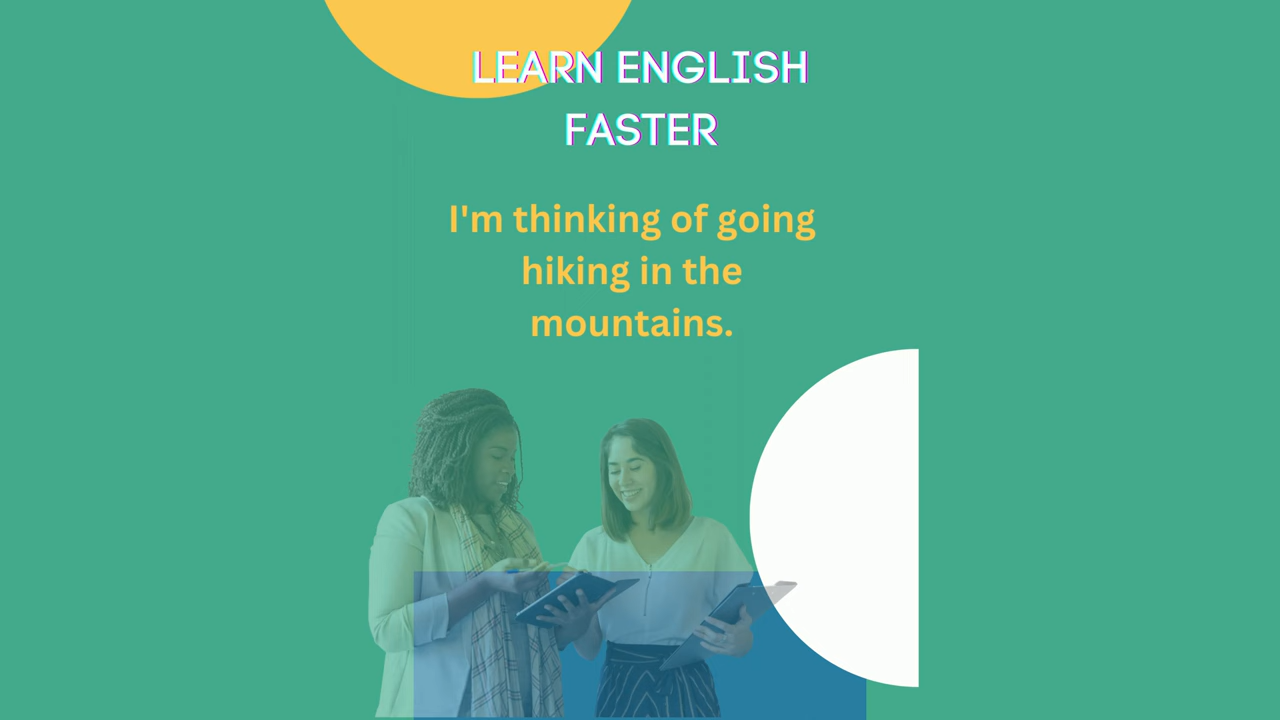 LEARN ENGLISH
FASTER
I'm thinking of going
hiking in the
mountains.